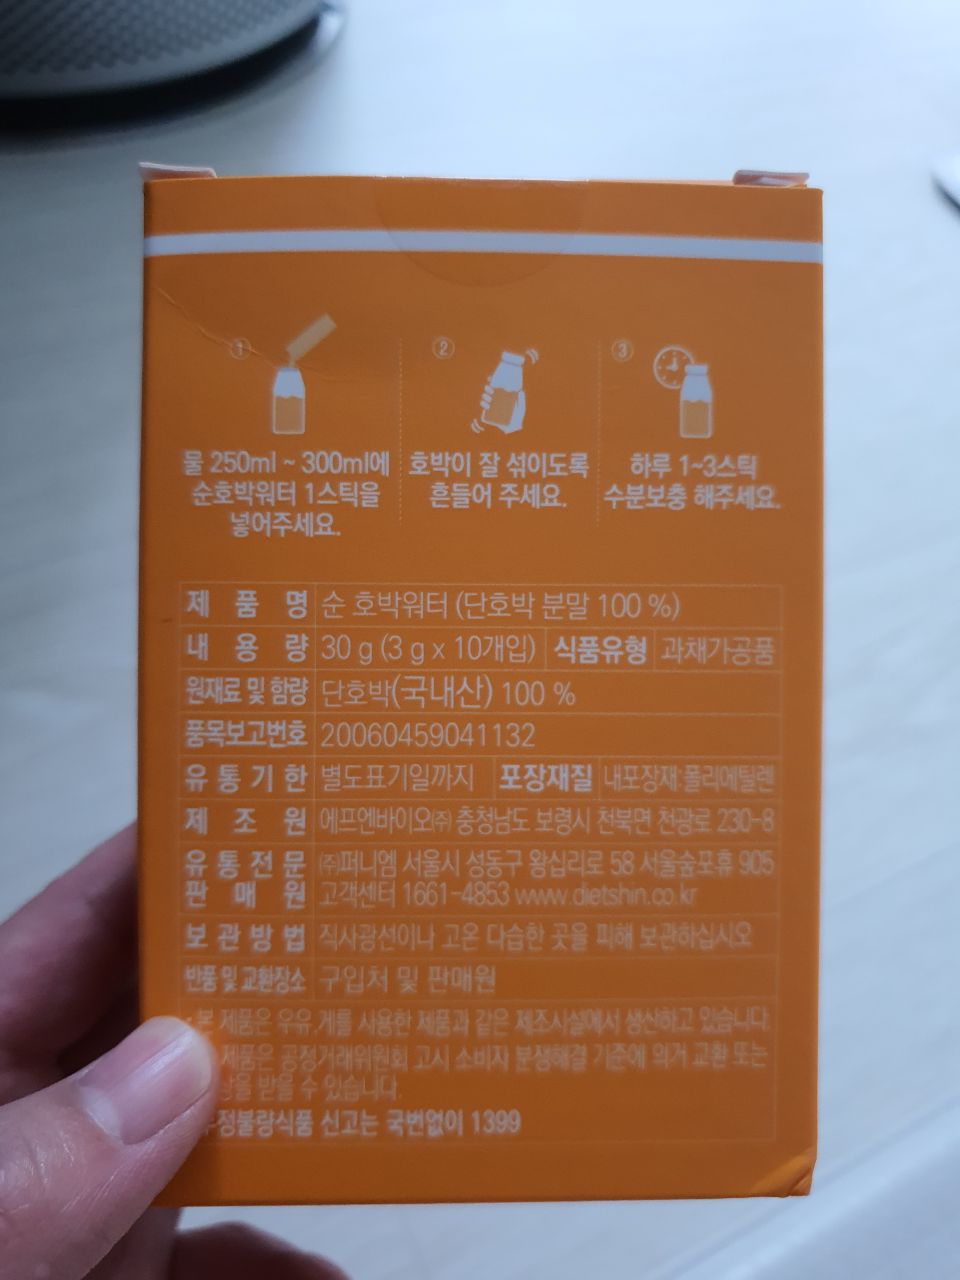 1
2
3
물 250ml ~ 300ml에
순호박워터 1스틱을
넣어주세요.
호박이 잘 섞이도록
흔들어 주세요.
하루 1~3스틱
수분보충 해주세요.
제 품 명 순 호박워터 (단호박 분말 100 %)
내 용 량 30 g (3 g x 10개입) 식품유형 과채가공품
원재료 및 함량 단호박(국내산) 100 %
품목보고번호 20060459041132
유 통 기 한 별도표기일까지 포장재질 내포장재:폴리에틸렌
제 조 원 에프엔바이오㈜ 충청남도 보령시 천북면 천광로 230-8
유 통 전 문 ㈜퍼니엠 서울시 성동구 왕십리로 58 서울숲포휴 905
판 매 원 고객센터 1661-4853 www.dietshin.co.kr
보 관 방 법 직사광선이나 고온 다습한 곳을 피해 보관하십시오
반품 및 교환장소 구입처 및 판매원
본 제품은 우유,게를 사용한 제품과 같은 제조시설에서 생산하고 있습니다.
제품은 공정거래위원회 고시 소비자 분쟁해결 기준에 의거 교환 또는
받을 수 있습니다.
신고는 국번없이 1399